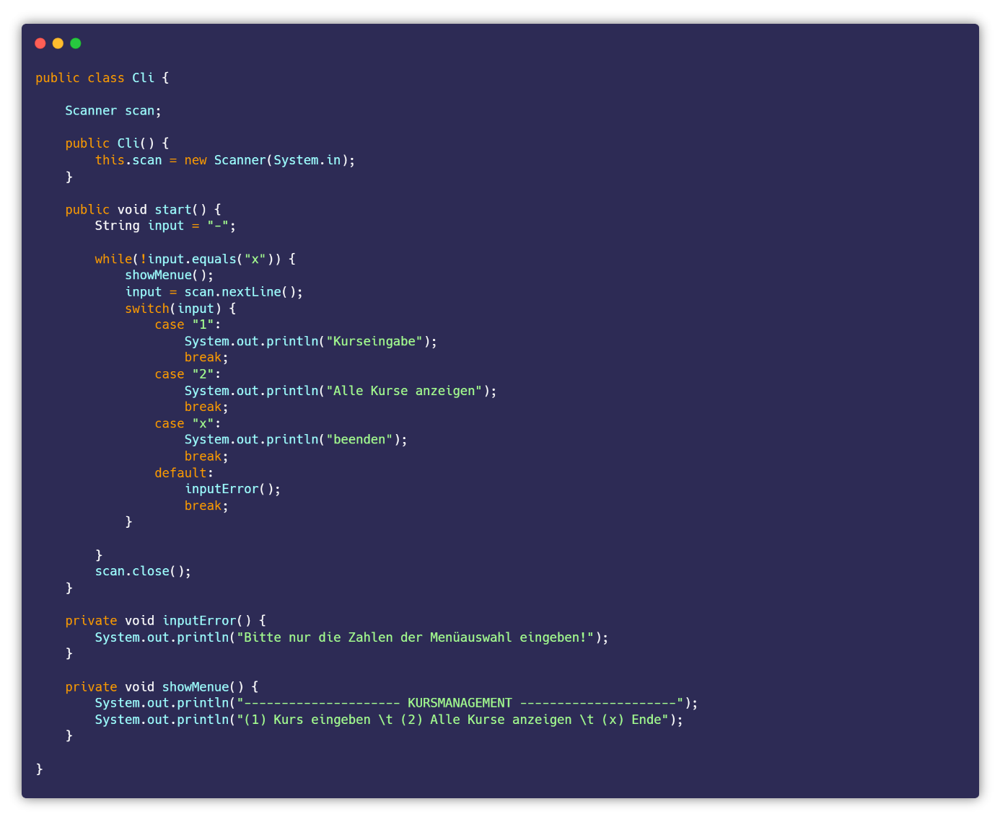 public class Cli {
    Scanner scan;
    public Cli() {
        this.scan = new Scanner(System.in);
    }
    public void start() {
        String input = "-";
        while(!input.equals("x")) {
            showMenue();
            input = scan.nextLine();
            switch(input) {
                case "1":
                    System.out.println("Kurseingabe");
                    break;
                case "2":
                    System.out.println("Alle Kurse anzeigen");
                    break;
                case "x":
                    System.out.println("beenden");
                    break;
                default:
                    inputError();
                    break;
            }
        }
        scan.close();
    }
    private void inputError() {
        System.out.println("Bitte nur die Zahlen der Menüauswahl eingeben!");
    }
    private void showMenue() {
        System.out.println("--------------------- KURSMANAGEMENT ---------------------");
        System.out.println("(1) Kurs eingeben \t (2) Alle Kurse anzeigen \t (x) Ende");
    }
}